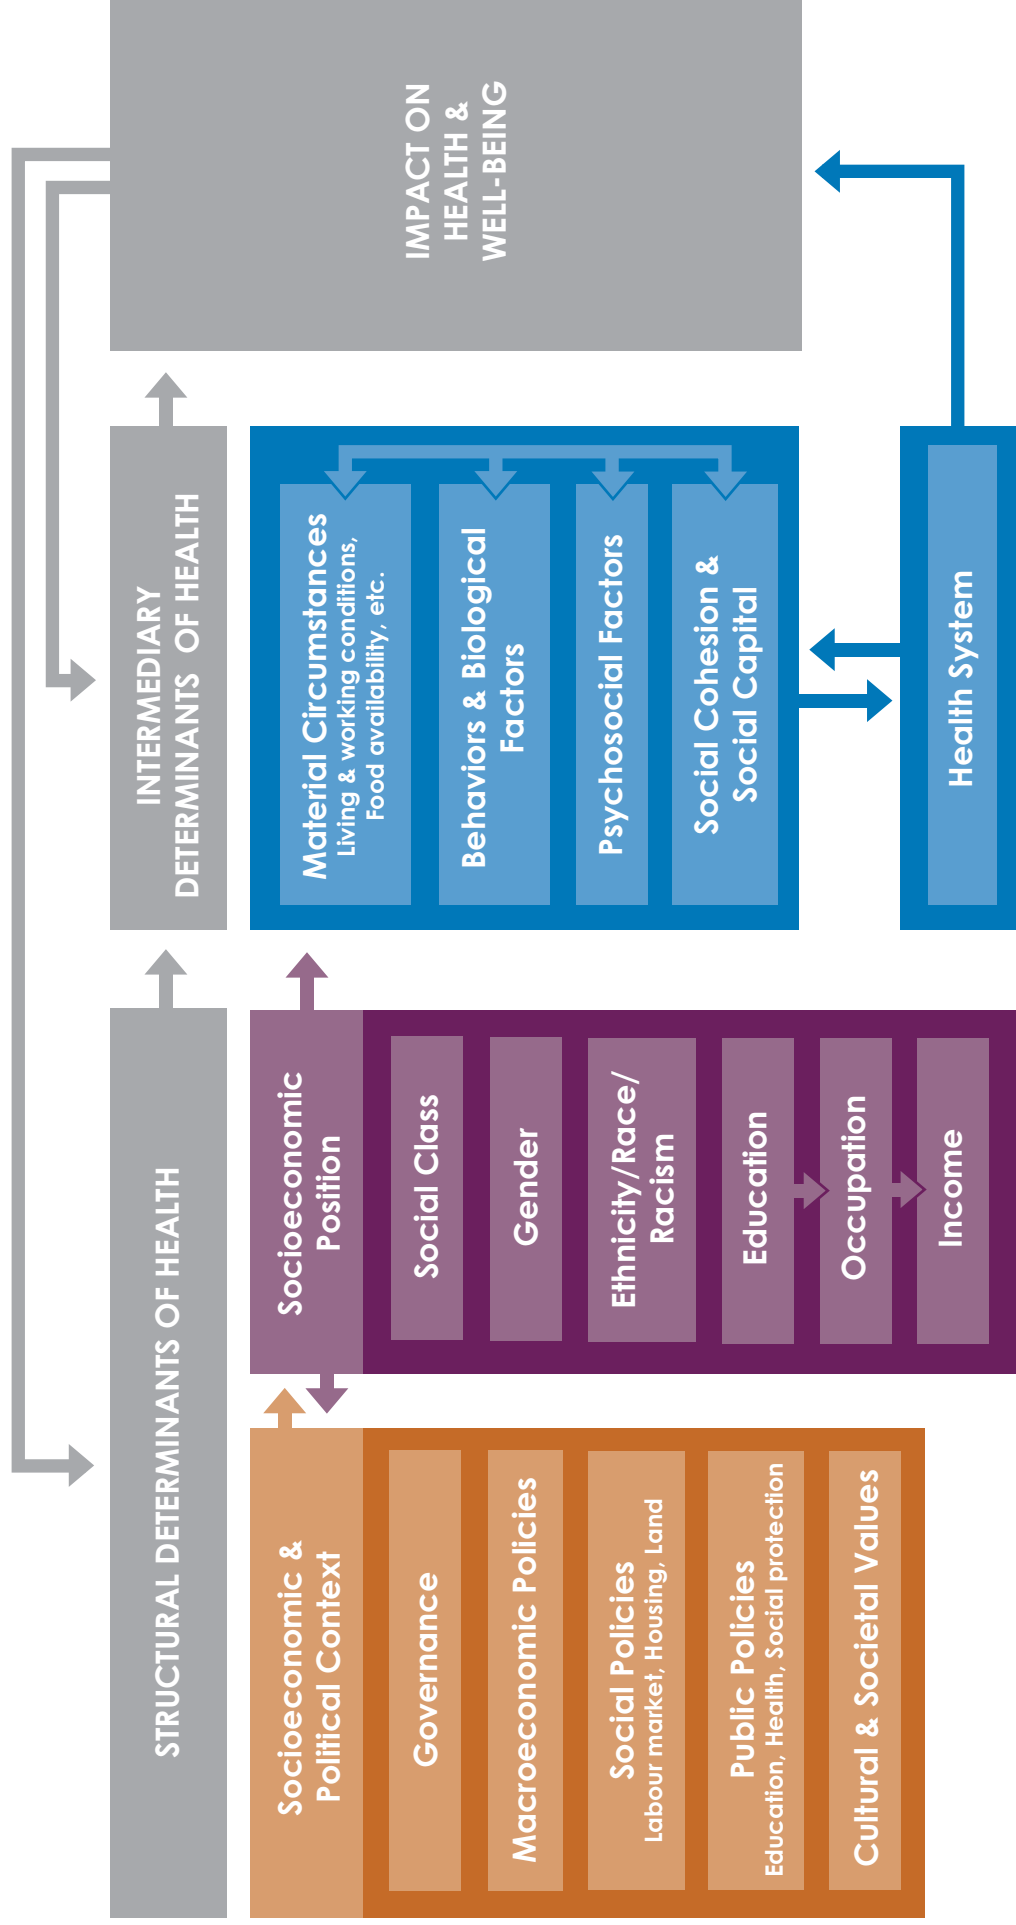 STRUCTURAL DETERMINANTS OF HEALTH
Socioeconomic &
Political Context
Governance
Macroeconomic Policies
Social Policies
Labour market, Housing, Land
Public Policies
Education, Health, Social protection
Cultural & Societal Values
Socioeconomic
Position
Social Class
Gender
Ethnicity/Race/
Racism
Education
Occupation
Income
INTERMEDIARY
DETERMINANTS OF HEALTH
Material Circumstances
Living & working conditions,
Food availability, etc.
Behaviors & Biological
Factors
Psychosocial Factors
Social Cohesion &
Social Capital
Health System
IMPACT ON
HEALTH &
WELL-BEING